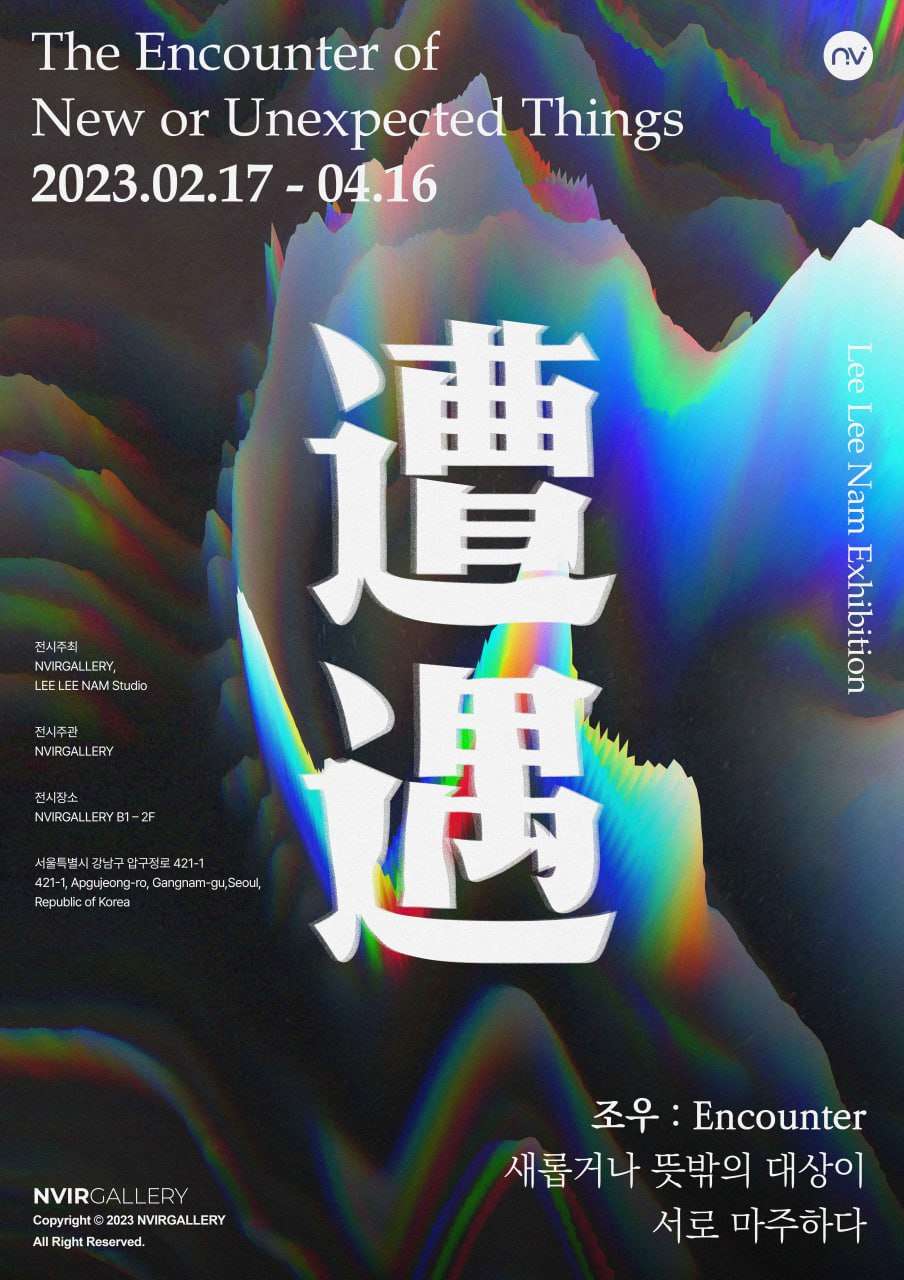 The Encounter of
New or Unexpected Things
2023.02.17 - 04.16
nv
Lee Lee Nam Exhibition
遭遇
전시주최
NVIRGALLERY,
LEE LEE NAM Studio
전시주관
NVIRGALLERY
전시장소
NVIRGALLERY B1 – 2F
서울특별시 강남구 압구정로 421-1
421-1, Apgujeong-ro, Gangnam-gu,Seoul,
Republic of Korea
조우 : Encounter
새롭거나 뜻밖의 대상이
서로 마주하다
NVIRGALLERY
Copyright © 2023 NVIRGALLERY
All Right Reserved.